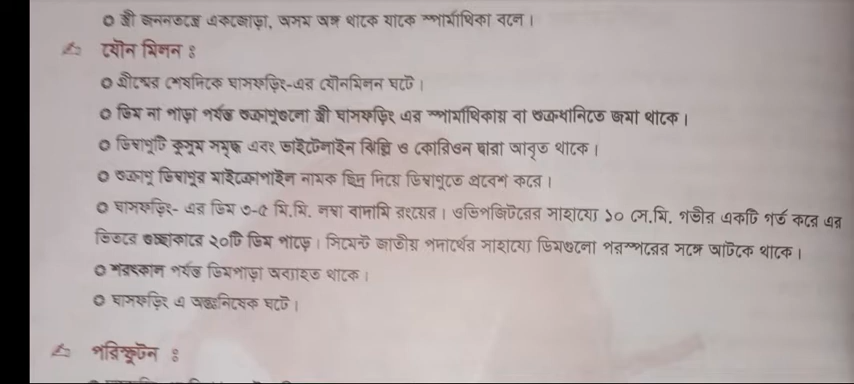 ○ স্ত্রী জননতন্ত্রে একজোড়া, অসম অঙ্গ থাকে যাকে স্পার্মাথিকা বলে।
✍ যৌন মিলন :
○ গ্রীষ্মের শেষদিকে ঘাসফড়িং-এর যৌনমিলন ঘটে।
○ ডিম না পাড়া পর্যন্ত শুক্রাণুগুলো স্ত্রী ঘাসফড়িং এর স্পার্মাথিকায় বা শুক্রধানিতে জমা থাকে।
○ ডিম্বাণুটি কুসুম সমৃদ্ধ এবং ভাইটেলাইন ঝিল্লি ও কোরিওন দ্বারা আবৃত থাকে।
○ শুক্রাণু ডিম্বাণুর মাইক্রোপাইল নামক ছিদ্র দিয়ে ডিম্বাণুতে প্রবেশ করে।
○ ঘাসফড়িং- এর ডিম ৩-৫ মি.মি. লম্বা বাদামি রংয়ের। ওভিপজিটরের সাহায্যে ১০ সে.মি. গভীর একটি গর্ত করে এর
ভিতরে গুচ্ছাকারে ২০টি ডিম পাড়ে। সিমেন্ট জাতীয় পদার্থের সাহায্যে ডিমগুলো পরস্পরের সঙ্গে আটকে থাকে।
○ শরৎকাল পর্যন্ত ডিমপাড়া অব্যাহত থাকে।
○ ঘাসফড়িং এ অন্তঃনিষেক ঘটে।
✍ পরিস্ফুটন :